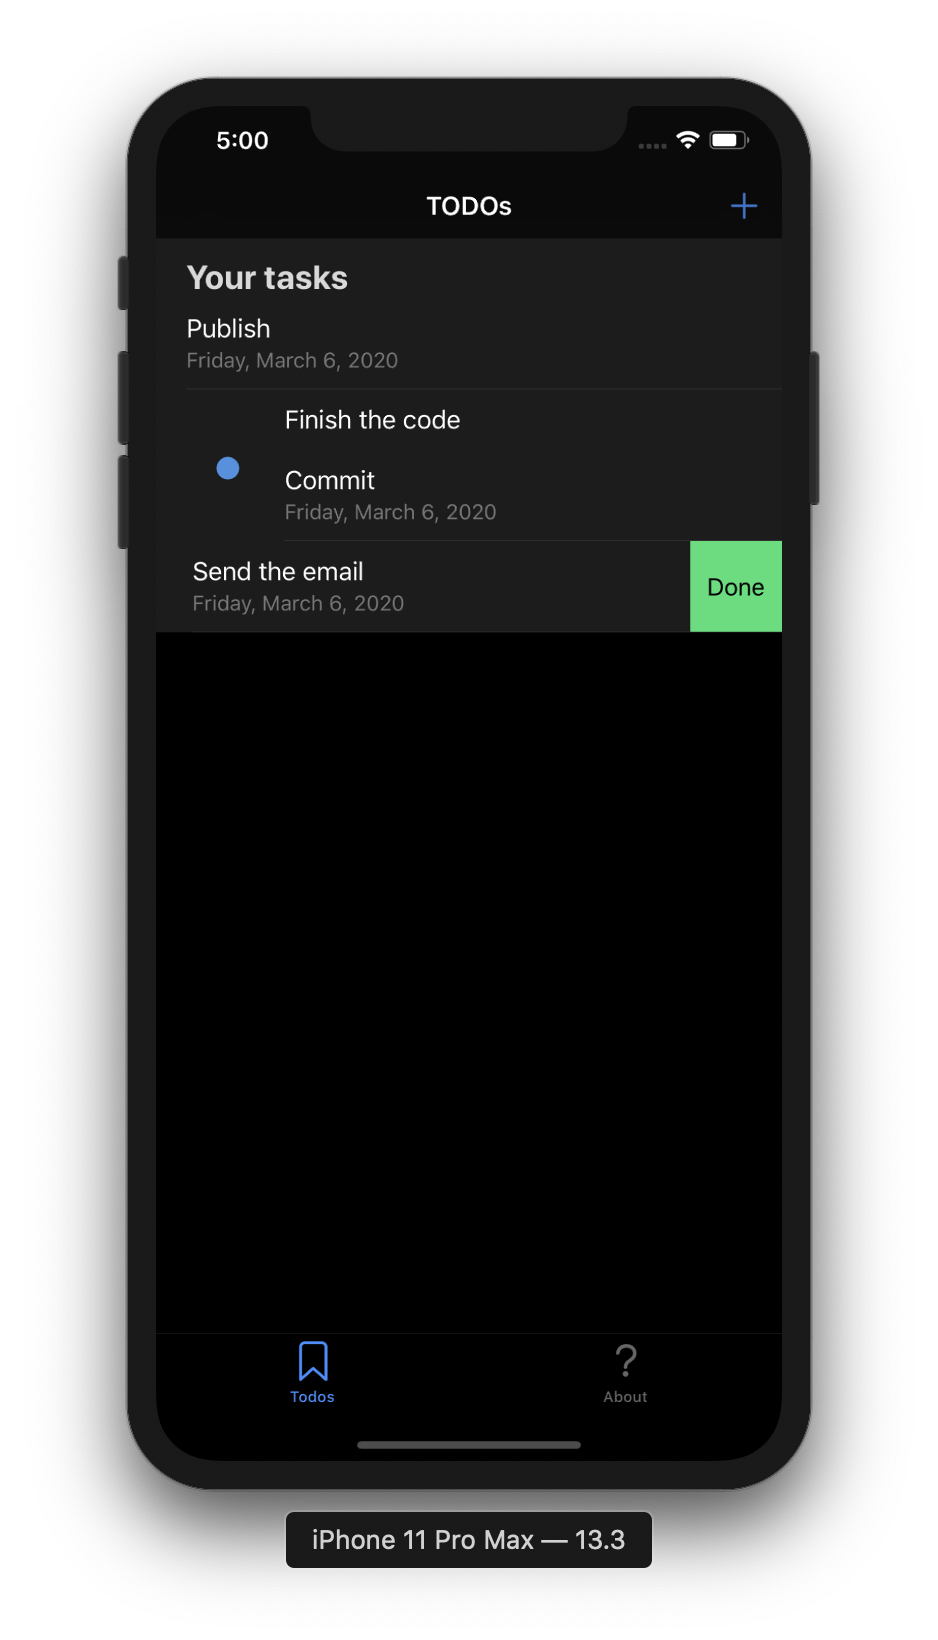 5:00
TODOs
Your tasks
Publish
Friday, March 6, 2020
Finish the code
Commit
Friday, March 6, 2020
Send the email
Friday, March 6, 2020
Done
Todos
About
iPhone 11 Pro Max — 13.3